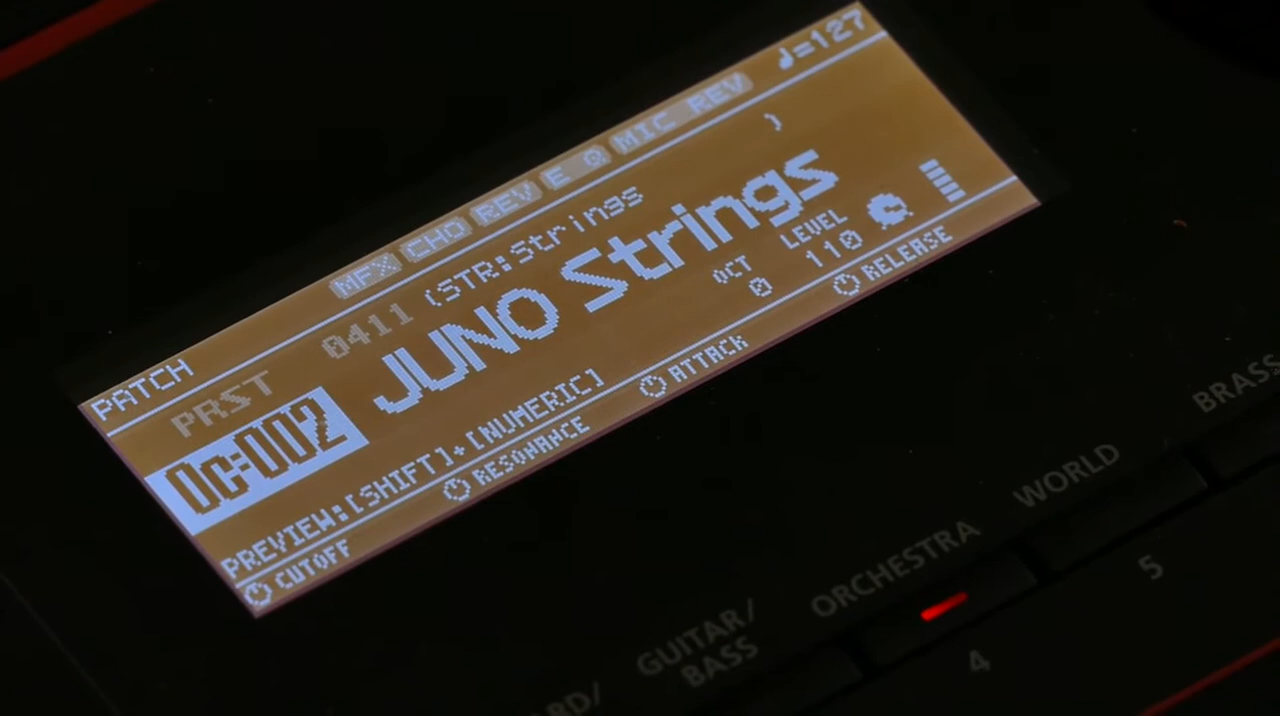 PATCH MFX CHO REV E Q MIC REV ♩=127
PRST 0411 (STR:Strings )
Oc:002 JUNO Strings
OCT LEVEL
0 110
PREVIEW:[SHIFT]+[NUMERIC]
CUTOFF RESONANCE ATTACK RELEASE
GUITAR/
BASS
ORCHESTRA
WORLD
BRASS
4
5